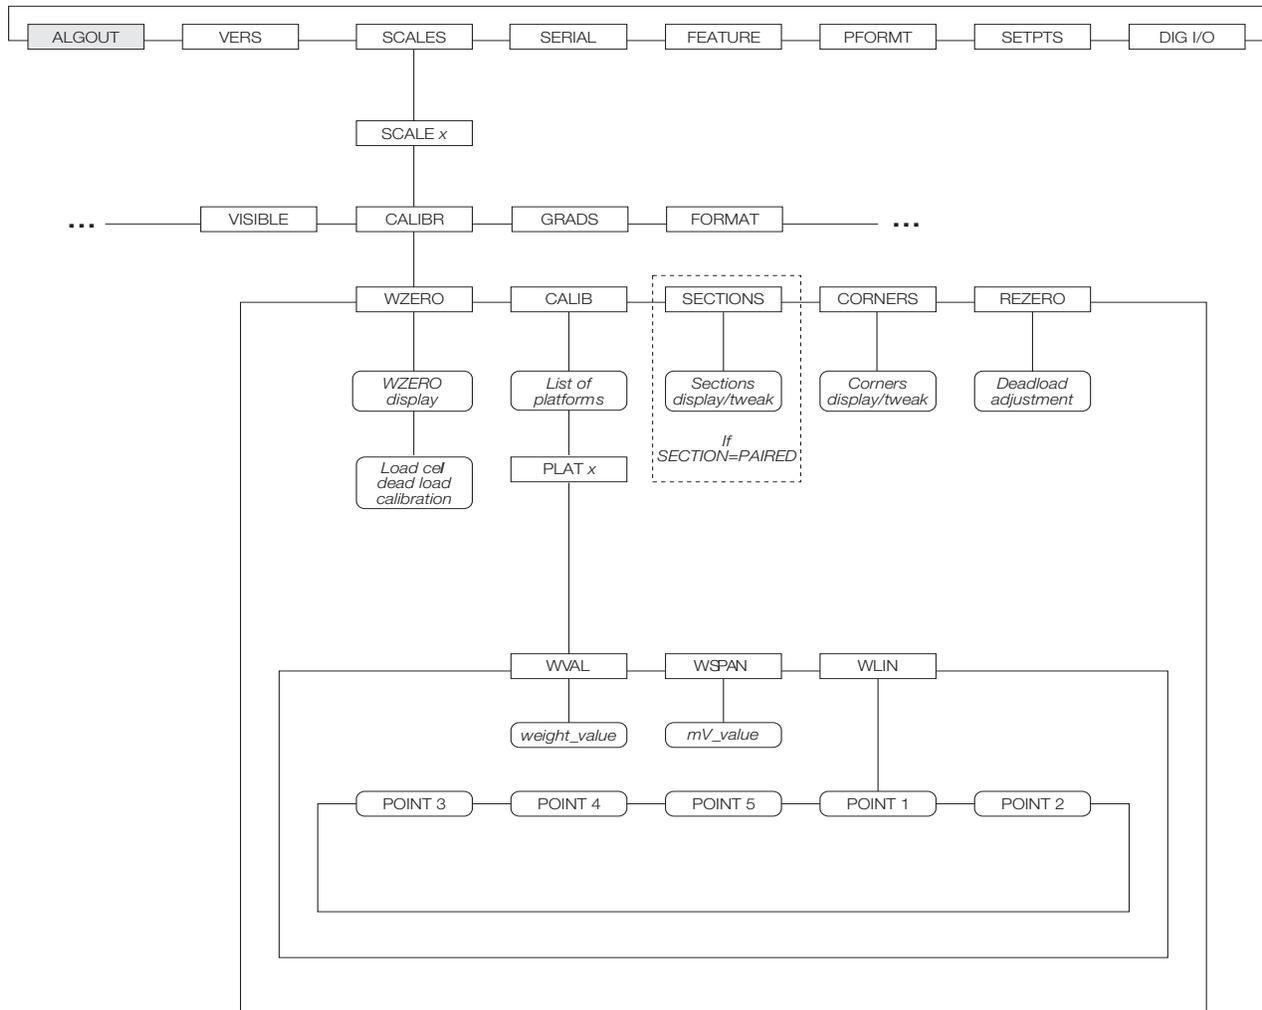 ALGOUT
VERS
SCALES
SERIAL
FEATURE
PFORMT
SETPTS
DIG I/O
SCALE x
...
VISIBLE
CALIBR
GRADS
FORMAT
...
WZERO
CALIB
SECTIONS
CORNERS
REZERO
WZERO
display
List of
platforms
Sections
display/tweak
Corners
display/tweak
Deadload
adjustment
If
SECTION=PAIRED
Load cel
dead load
calibration
PLAT x
WVAL
WSPAN
WLIN
weight_value
mV_value
POINT 3
POINT 4
POINT 5
POINT 1
POINT 2